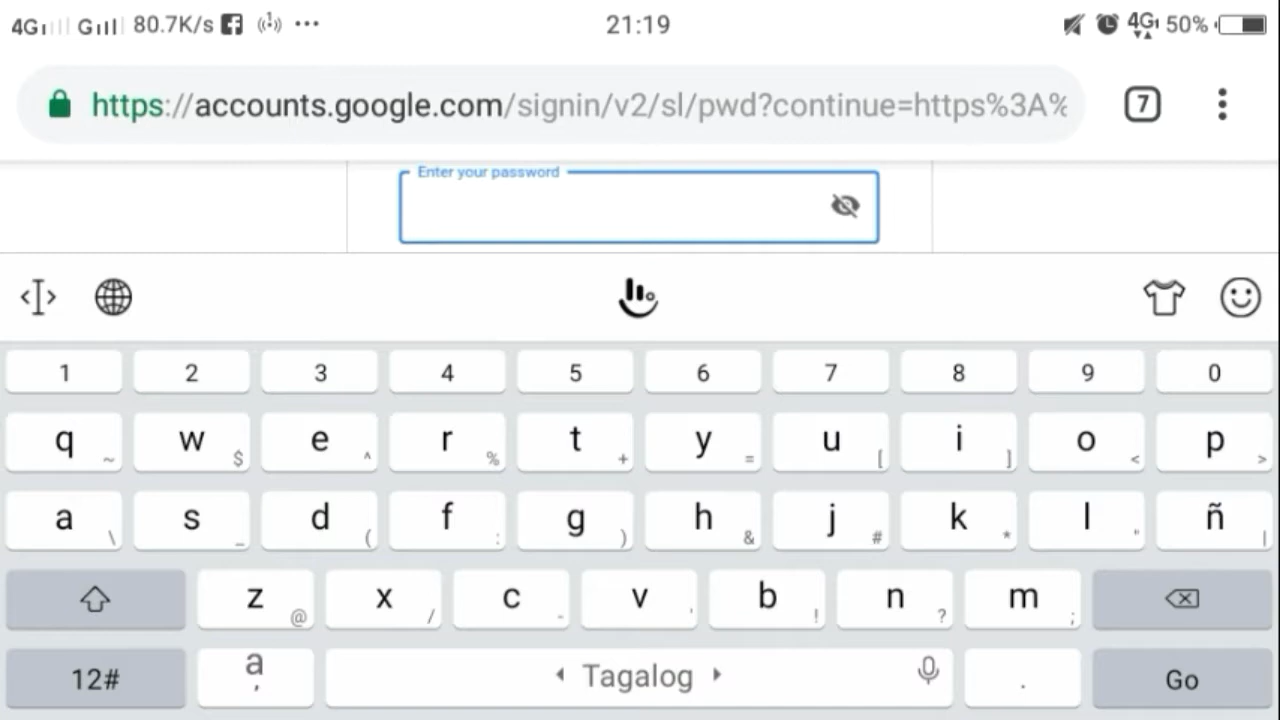 4G G 80.7K/s 21:19 4G 50%
https://accounts.google.com/signin/v2/sl/pwd?continue=https%3A%
7
Enter your password
1 2 3 4 5 6 7 8 9 0
q ~ w $ e ^ r % t + y = u [ i ] o < p >
a \ s _ d ( f : g ) h & j # k * l " ñ |
z @ x / c - v ' b ! n ? m ;
12# a , Tagalog . Go